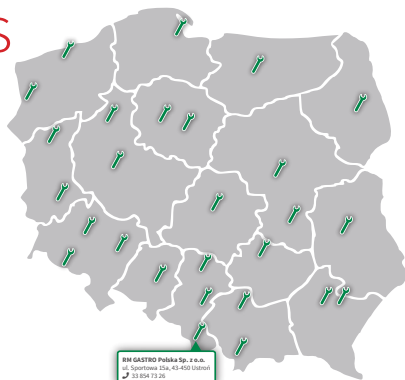 S
RM GASTRO Polska Sp. z o.o.
ul. Sportowa 15a, 43-450 Ustroń
33 854 73 26